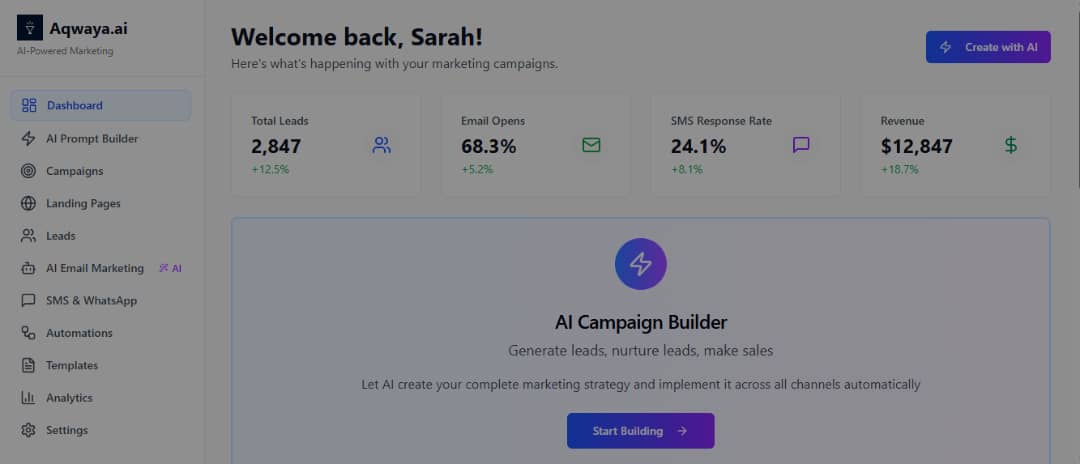 Aqwaya.ai
AI-Powered Marketing
Dashboard
AI Prompt Builder
Campaigns
Landing Pages
Leads
AI Email Marketing AI
SMS & WhatsApp
Automations
Templates
Analytics
Settings
Welcome back, Sarah!
Here's what's happening with your marketing campaigns.
Create with AI
Total Leads
2,847
+12.5%
Email Opens
68.3%
+5.2%
SMS Response Rate
24.1%
+8.1%
Revenue
$12,847
+18.7%
AI Campaign Builder
Generate leads, nurture leads, make sales
Let AI create your complete marketing strategy and implement it across all channels automatically
Start Building